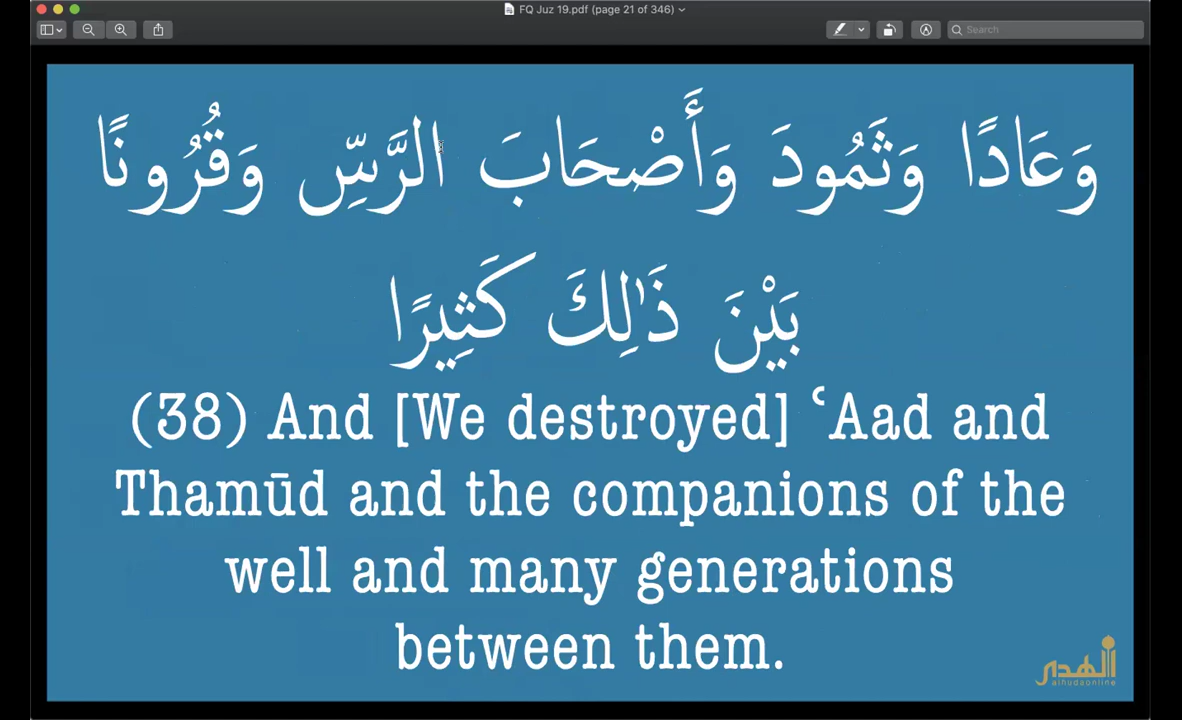 FQ Juz 19.pdf (page 21 of 346)
Search
وَعَادًا وَثَمُودَ وَأَصْحَابَ الرَّسِّ وَقُرُونًا
بَيْنَ ذَٰلِكَ كَثِيرًا
(38) And [We destroyed] ʿAad and
Thamūd and the companions of the
well and many generations
between them.
الهدى
alhudaonline